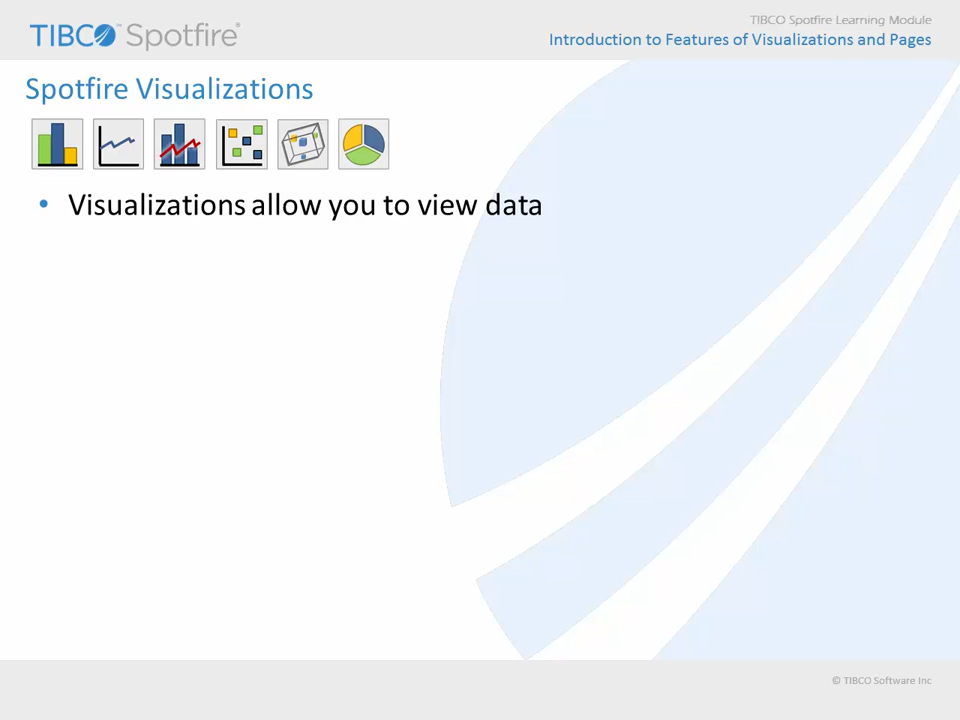 TIBCO™ Spotfire®
TIBCO Spotfire Learning Module
Introduction to Features of Visualizations and Pages
Spotfire Visualizations
• Visualizations allow you to view data
© TIBCO Software Inc